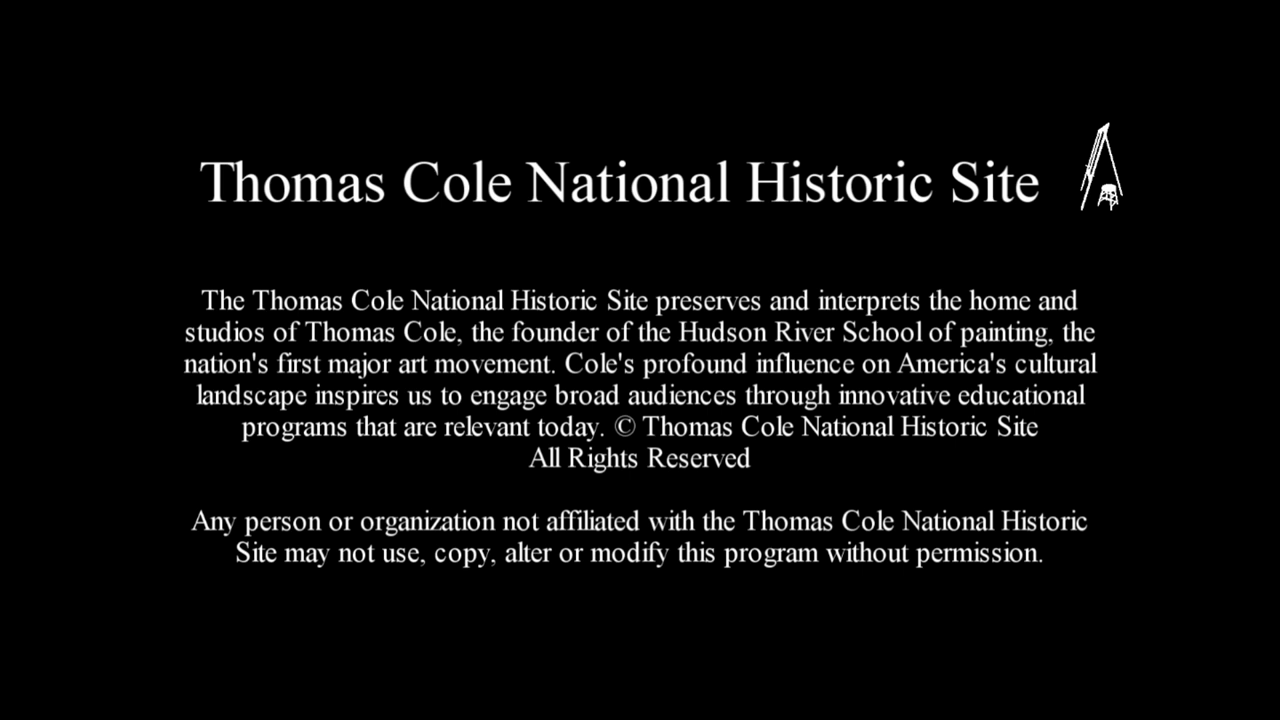 Thomas Cole National Historic Site
The Thomas Cole National Historic Site preserves and interprets the home and
studios of Thomas Cole, the founder of the Hudson River School of painting, the
nation's first major art movement. Cole's profound influence on America's cultural
landscape inspires us to engage broad audiences through innovative educational
programs that are relevant today. © Thomas Cole National Historic Site
All Rights Reserved
Any person or organization not affiliated with the Thomas Cole National Historic
Site may not use, copy, alter or modify this program without permission.